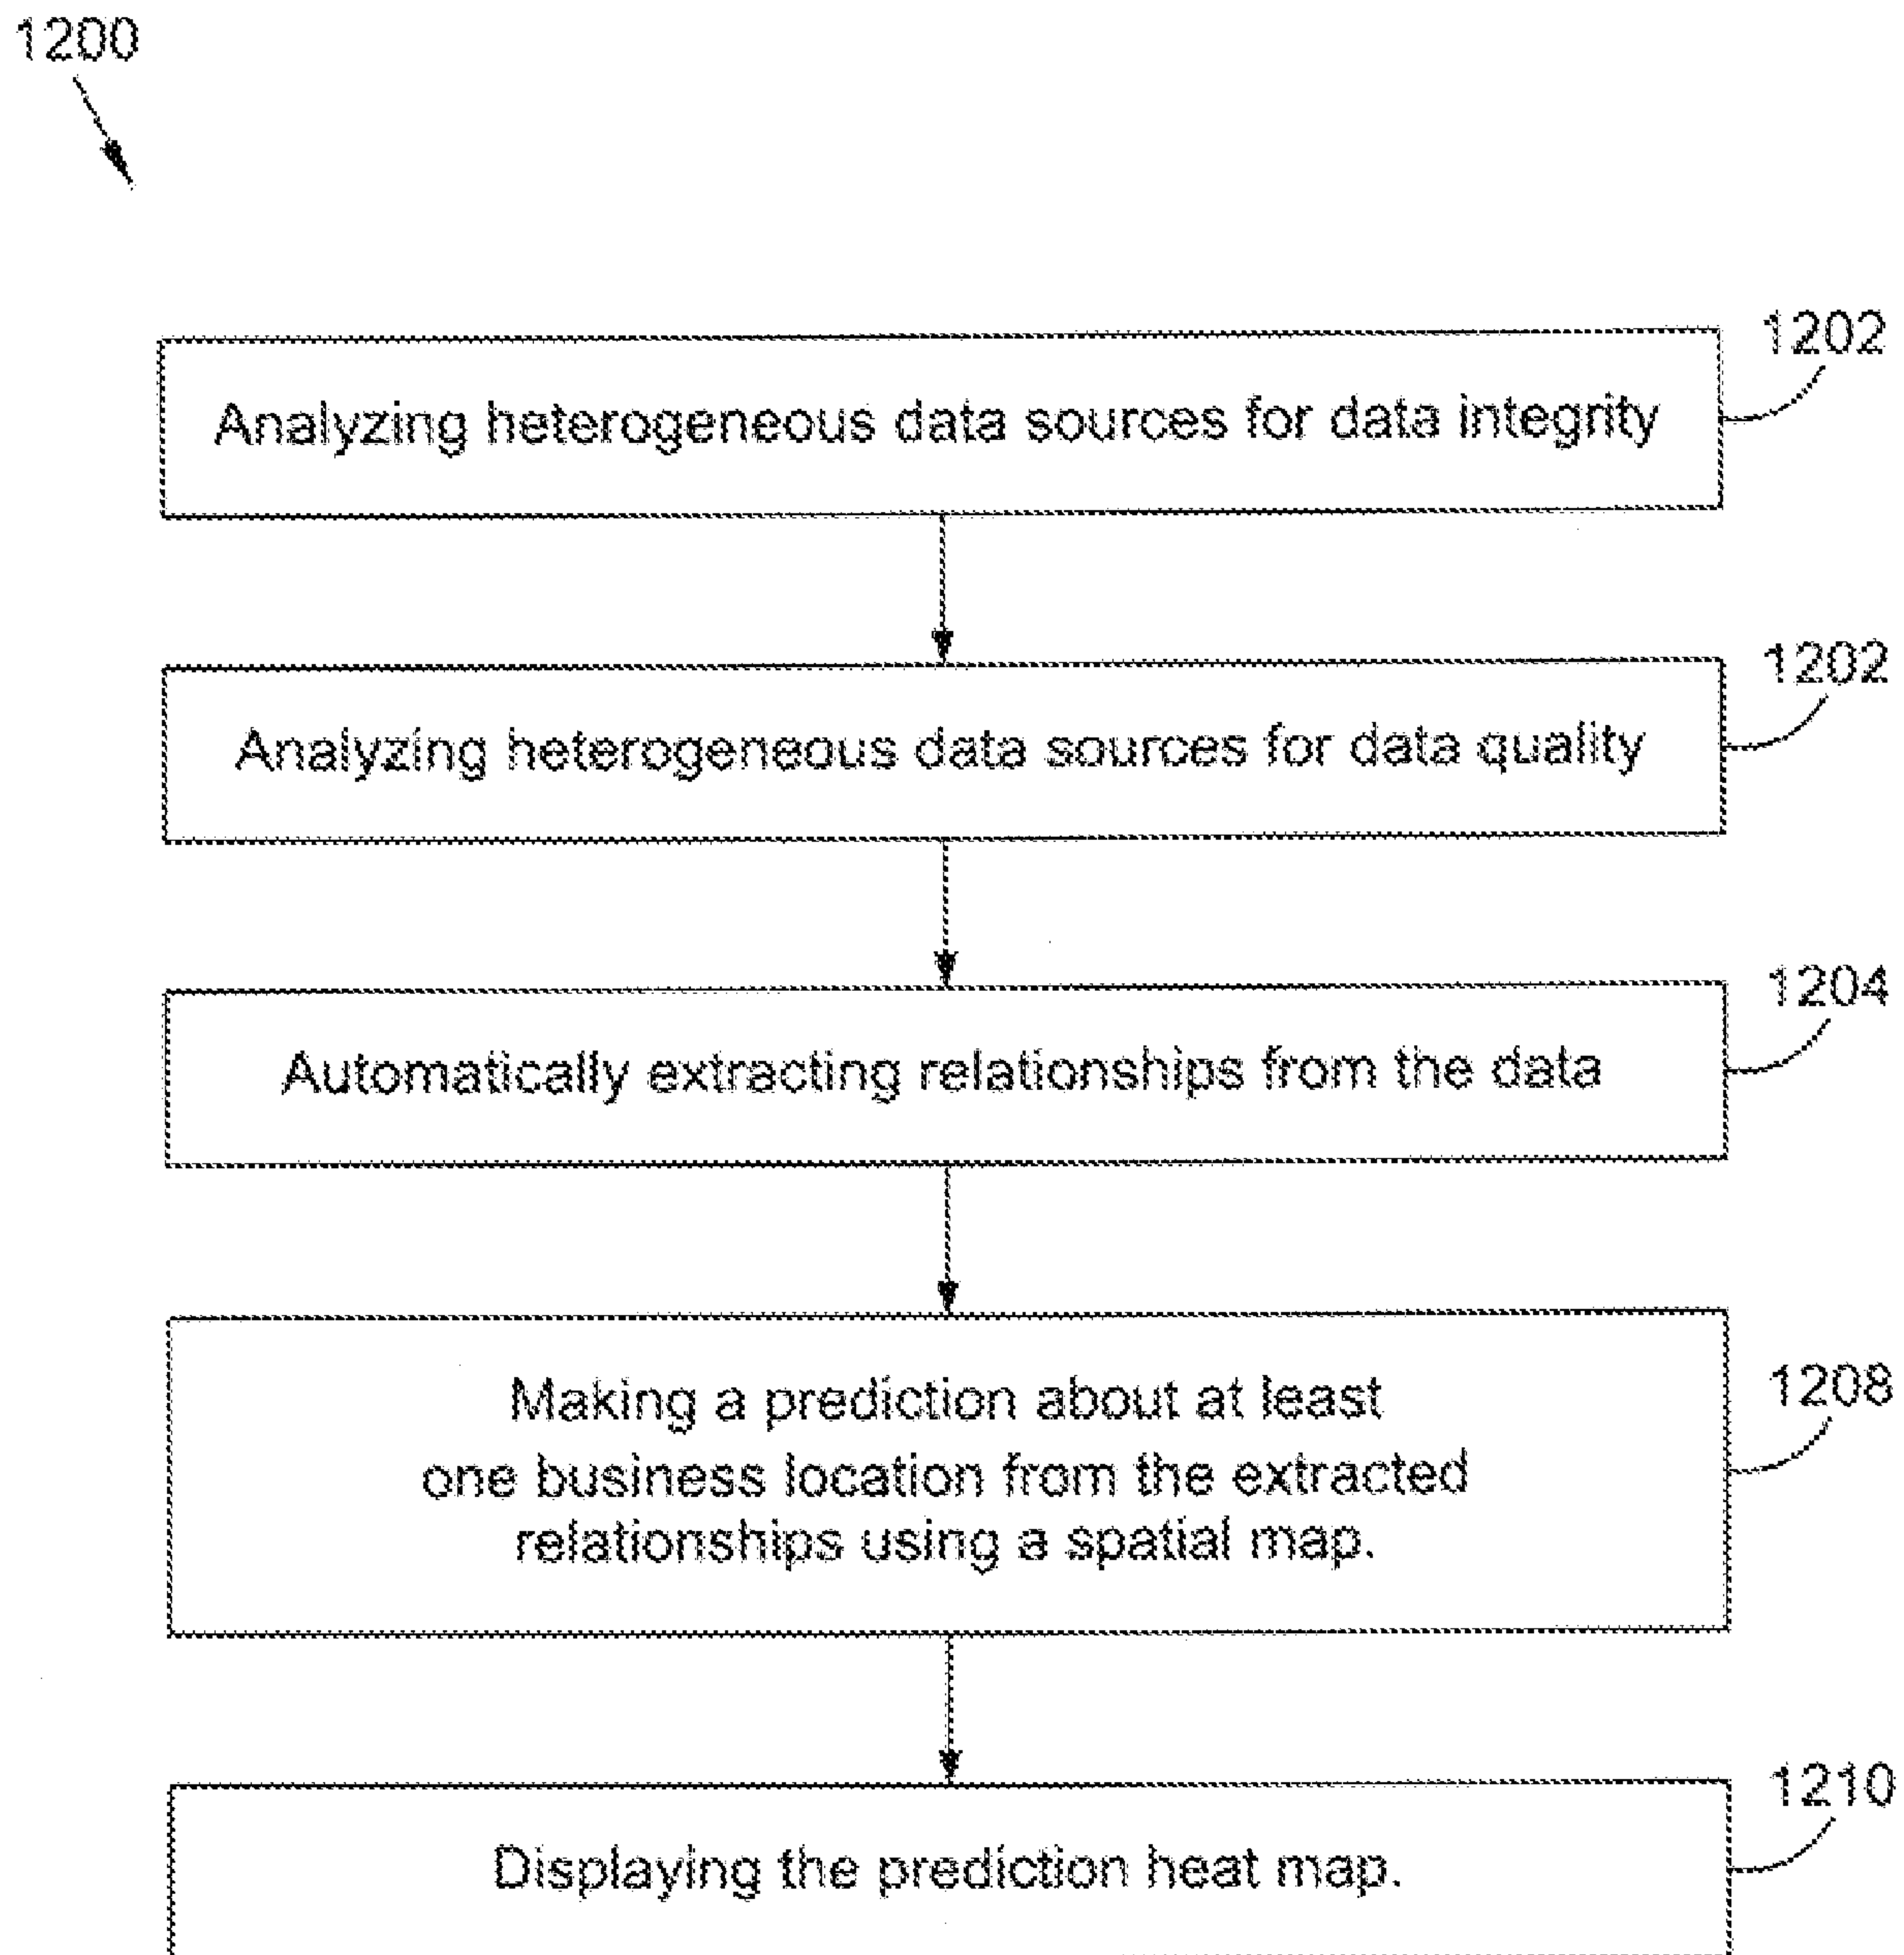 1200
1202
Analyzing heterogeneous data sources for data integrity
1202
Analyzing heterogeneous data sources for data quality
1204
Automatically extracting relationships from the data
1208
Making a prediction about at least
one business location from the extracted
relationships using a spatial map.
1210
Displaying the prediction heat map.